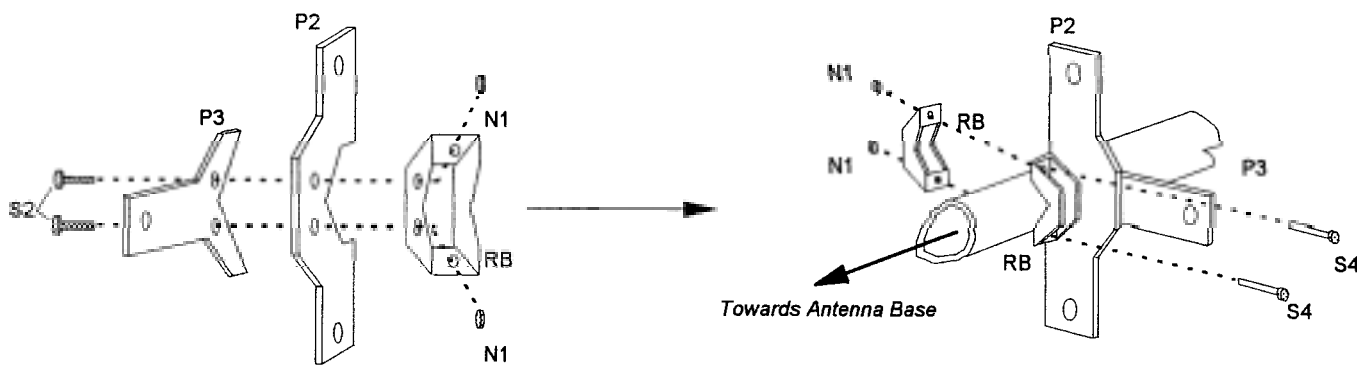 P2
P3
N1
S2
RB
N1
P2
N1
RB
N1
P3
RB
S4
S4
Towards Antenna Base